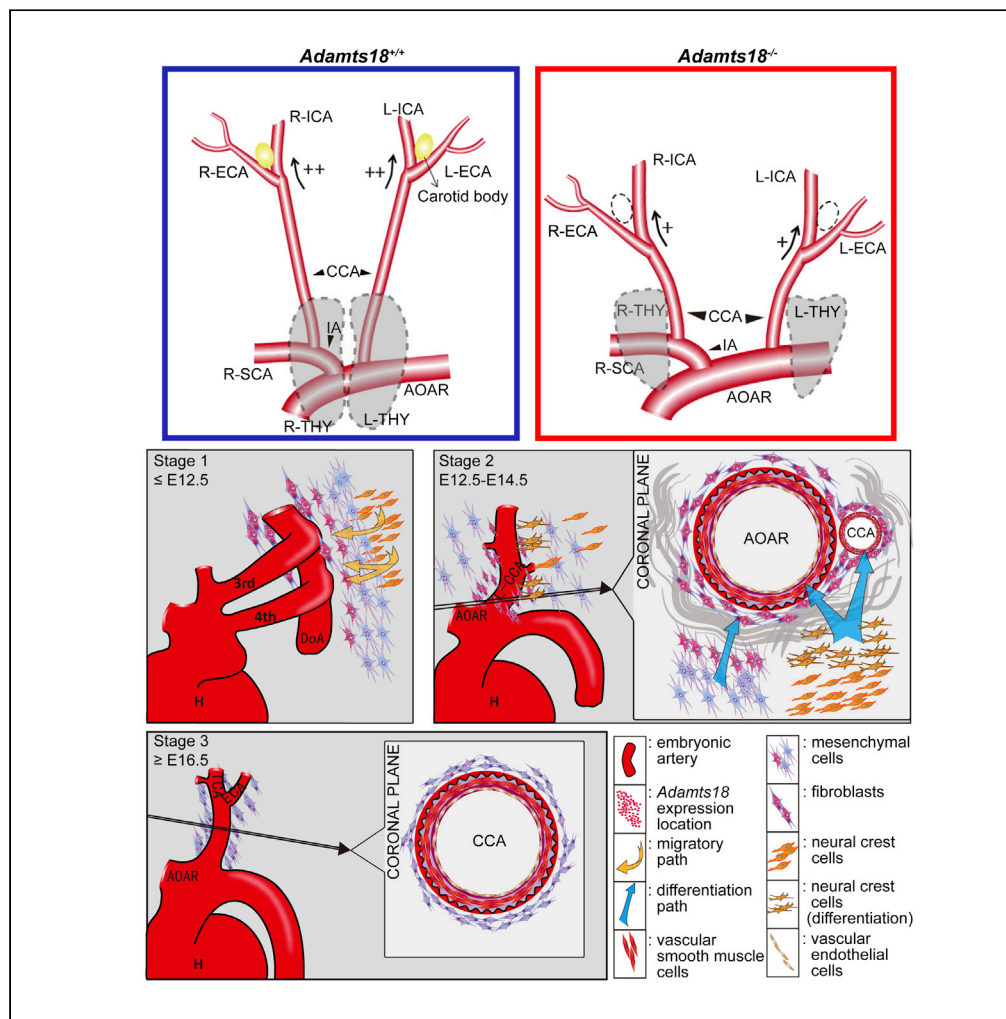 Adamts18+/+
Adamts18-/-
R-ICA
L-ICA
R-ECA
++
++
L-ECA
Carotid body
CCA
IA
R-SCA
AOAR
R-THY
L-THY
R-ICA
L-ICA
R-ECA
+
+
L-ECA
R-THY
CCA
L-THY
IA
R-SCA
AOAR
Stage 1
≤ E12.5
3rd
4th
DoA
H
Stage 2
E12.5-E14.5
CCA
AOAR
H
CORONAL PLANE
AOAR
CCA
Stage 3
≥ E16.5
ECA
AOAR
H
CORONAL PLANE
CCA
: embryonic
artery
: Adamts18
expression
location
: migratory
path
: differentiation
path
: vascular
smooth muscle
cells
: mesenchymal
cells
: fibroblasts
: neural crest
cells
: neural crest
cells
(differentiation)
: vascular
endothelial
cells